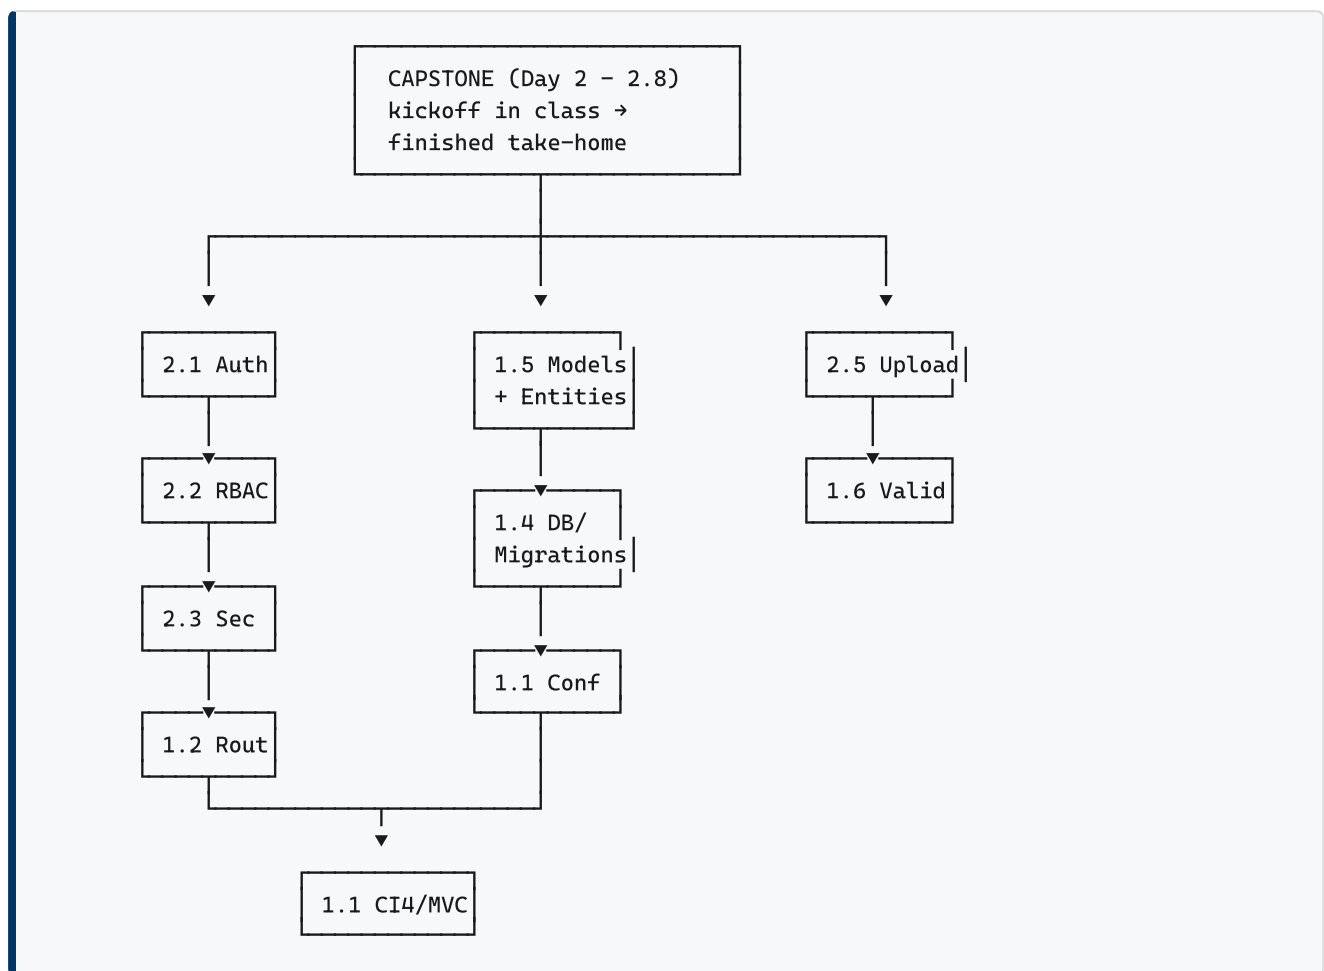 CAPSTONE (Day 2 – 2.8)
kickoff in class →
finished take-home
2.1 Auth
1.5 Models
+ Entities
2.5 Upload
2.2 RBAC
1.4 DB/
Migrations
1.6 Valid
2.3 Sec
1.1 Conf
1.2 Rout
1.1 CI4/MVC